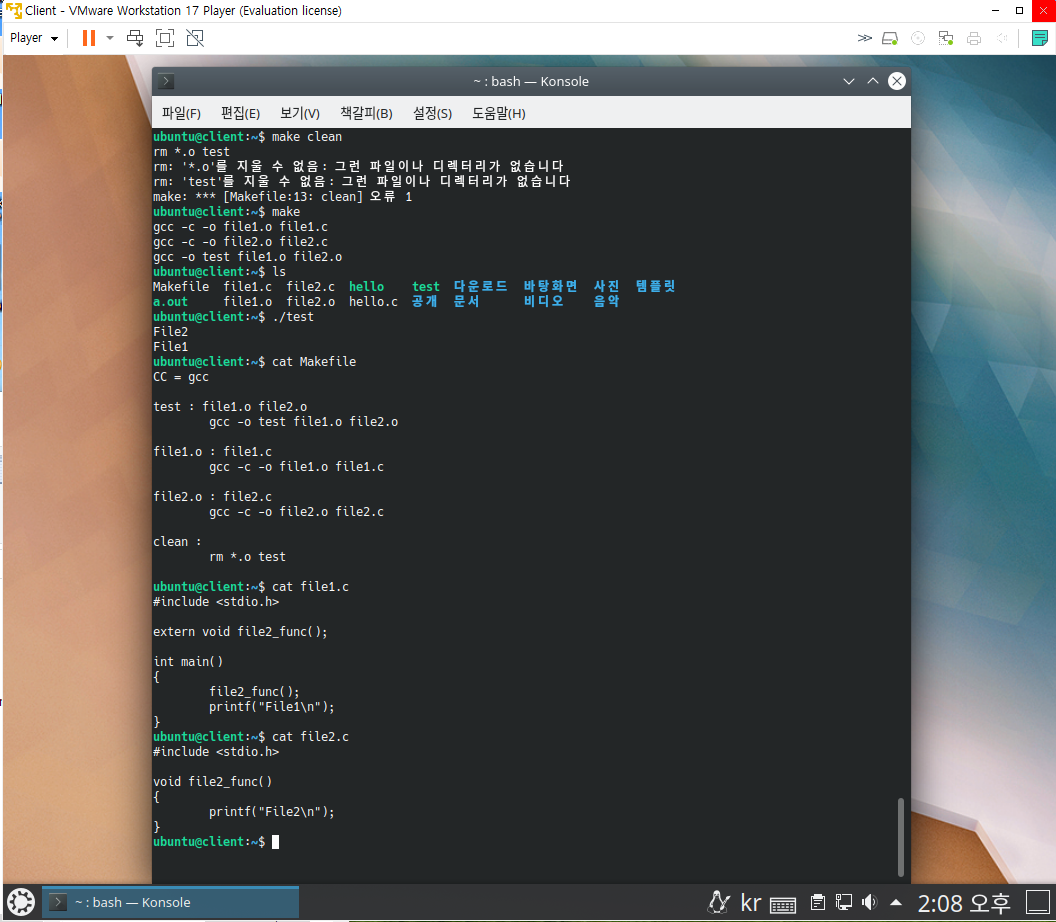 Client - VMware Workstation 17 Player (Evaluation license)
Player
~ : bash — Konsole
파일(F) 편집(E) 보기(V) 책갈피(B) 설정(S) 도움말(H)
ubuntu@client:~$ make clean
rm *.o test
rm: '*.o'를 지울 수 없음: 그런 파일이나 디렉터리가 없습니다
rm: 'test'를 지울 수 없음: 그런 파일이나 디렉터리가 없습니다
make: *** [Makefile:13: clean] 오류 1
ubuntu@client:~$ make
gcc -c -o file1.o file1.c
gcc -c -o file2.o file2.c
gcc -o test file1.o file2.o
ubuntu@client:~$ ls
Makefile file1.c file2.c hello test 다운로드 바탕화면 사진 템플릿
a.out file1.o file2.o hello.c 공개 문서 비디오 음악
ubuntu@client:~$ ./test
File2
File1
ubuntu@client:~$ cat Makefile
CC = gcc
test : file1.o file2.o
gcc -o test file1.o file2.o
file1.o : file1.c
gcc -c -o file1.o file1.c
file2.o : file2.c
gcc -c -o file2.o file2.c
clean :
rm *.o test
ubuntu@client:~$ cat file1.c
#include <stdio.h>
extern void file2_func();
int main()
{
file2_func();
printf("File1\n");
}
ubuntu@client:~$ cat file2.c
#include <stdio.h>
void file2_func()
{
printf("File2\n");
}
ubuntu@client:~$
~ : bash — Konsole
kr
2:08 오후